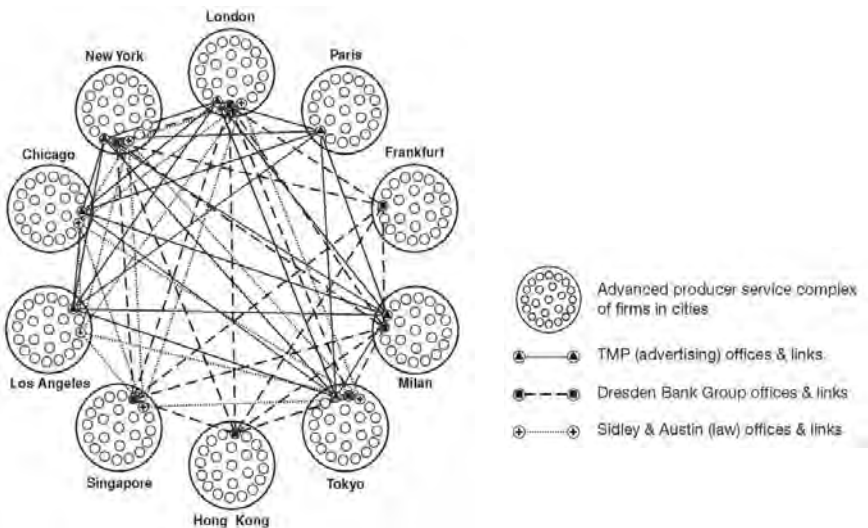 London
New York
Paris
Chicago
Frankfurt
Los Angeles
Milan
Singapore
Tokyo
Hong Kong
Advanced producer service complex
of firms in cities
TMP (advertising) offices & links
Dresden Bank Group offices & links
Sidley & Austin (law) offices & links